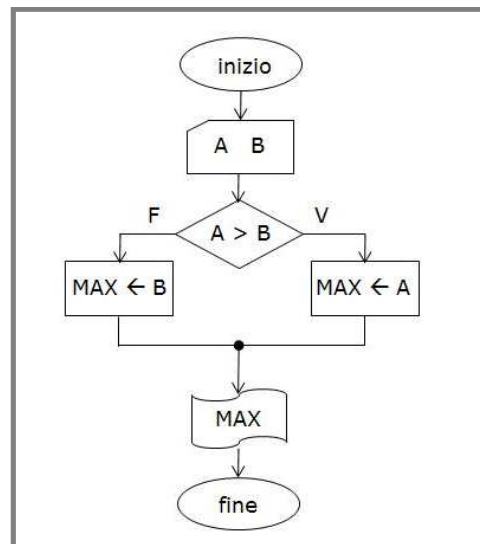 inizio
A B
F
V
A > B
MAX ← B
MAX ← A
MAX
fine